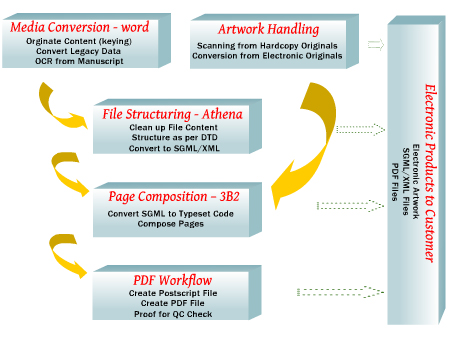 Media Conversion - word
Orginate Content (keying)
Convert Legacy Data
OCR from Manuscript
Artwork Handling
Scanning from Hardcopy Originals
Conversion from Electronic Originals
File Structuring - Athena
Clean up File Content
Structure as per DTD
Convert to SGML/XML
Page Composition – 3B2
Convert SGML to Typeset Code
Compose Pages
PDF Workflow
Create Postscript File
Create PDF File
Proof for QC Check
Electronic Products to Customer
Electronic Artwork
SGML/XML Files
PDF Files